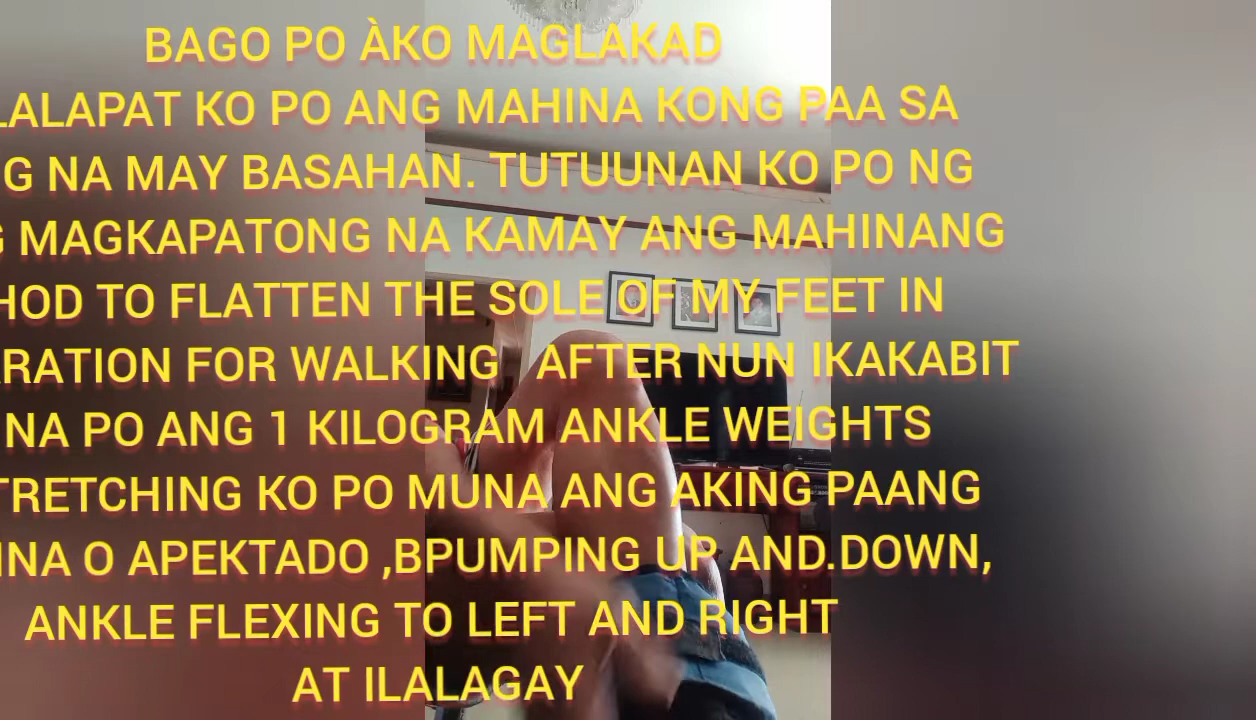 BAGO PO ÀKO MAGLAKAD
LALAPAT KO PO ANG MAHINA KONG PAA SA
G NA MAY BASAHAN. TUTUUNAN KO PO NG
G MAGKAPATONG NA KAMAY ANG MAHINANG
HOD TO FLATTEN THE SOLE OF MY FEET IN
RATION FOR WALKING AFTER NUN IKAKABIT
NA PO ANG 1 KILOGRAM ANKLE WEIGHTS
TRETCHING KO PO MUNA ANG AKING PAANG
INA O APEKTADO ,BPUMPING UP AND.DOWN,
ANKLE FLEXING TO LEFT AND RIGHT
AT ILALAGAY